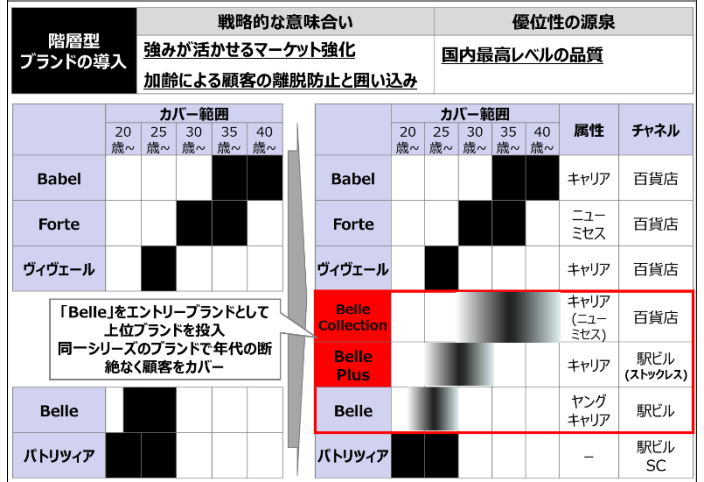 階層型
ブランドの導入
戦略的な意味合い
優位性の源泉
強みが活かせるマーケット強化
加齢による顧客の離脱防止と囲い込み
国内最高レベルの品質
カバー範囲
20
歳~
25
歳~
30
歳~
35
歳~
40
歳~
Babel
Forte
ヴィヴェール
「Belle」をエントリーブランドとして
上位ブランドを投入
同一シリーズのブランドで年代の断
絶なく顧客をカバー
Belle
パトリツィア
カバー範囲
属性
チャネル
20
歳~
25
歳~
30
歳~
35
歳~
40
歳~
Babel
キャリア
百貨店
Forte
ニュー
ミセス
百貨店
ヴィヴェール
キャリア
百貨店
Belle
Collection
キャリア
(ニュー
ミセス)
百貨店
Belle
Plus
キャリア
駅ビル
(ストックレス)
Belle
ヤング
キャリア
駅ビル
パトリツィア
－
駅ビル
SC